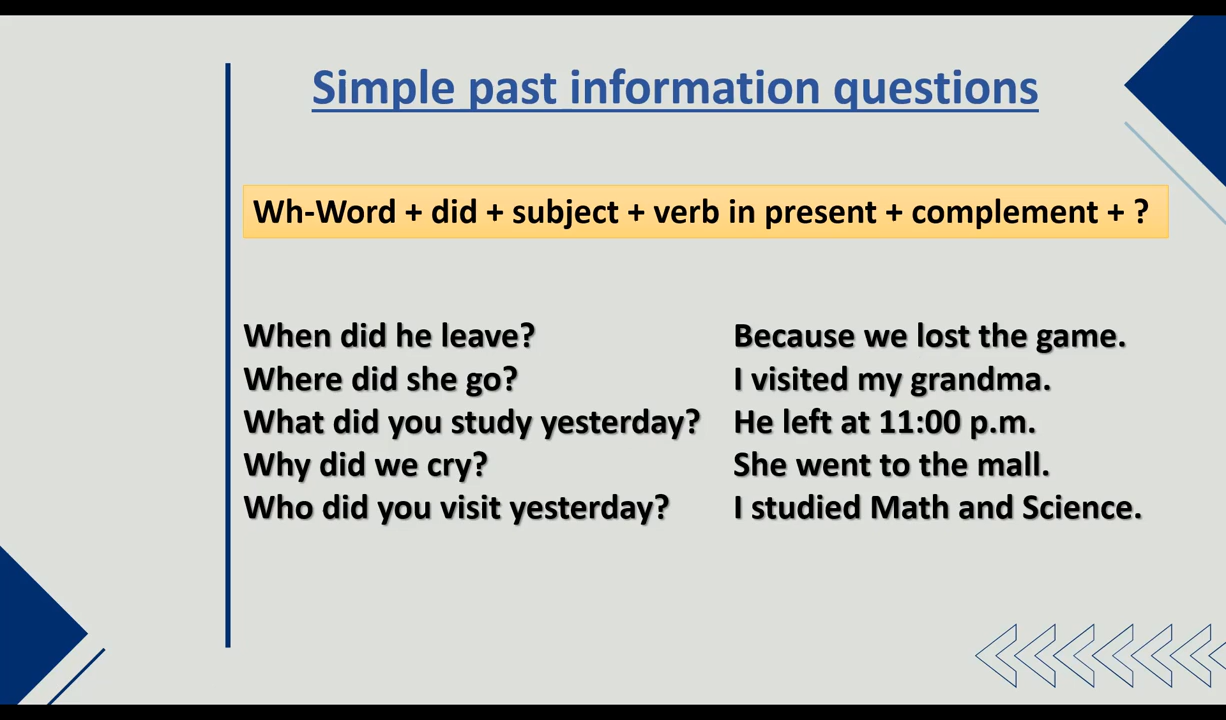 Simple past information questions
Wh-Word + did + subject + verb in present + complement + ?
When did he leave?
Where did she go?
What did you study yesterday?
Why did we cry?
Who did you visit yesterday?
Because we lost the game.
I visited my grandma.
He left at 11:00 p.m.
She went to the mall.
I studied Math and Science.